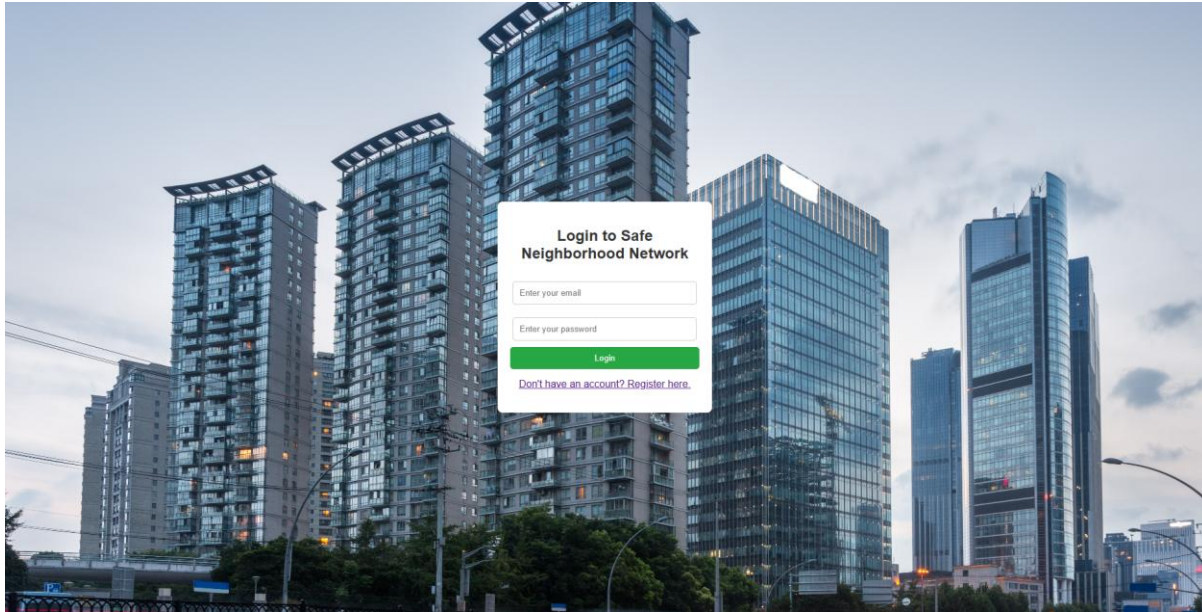 Login to Safe
Neighborhood Network
Enter your email
Enter your password
Login
Don't have an account? Register here.